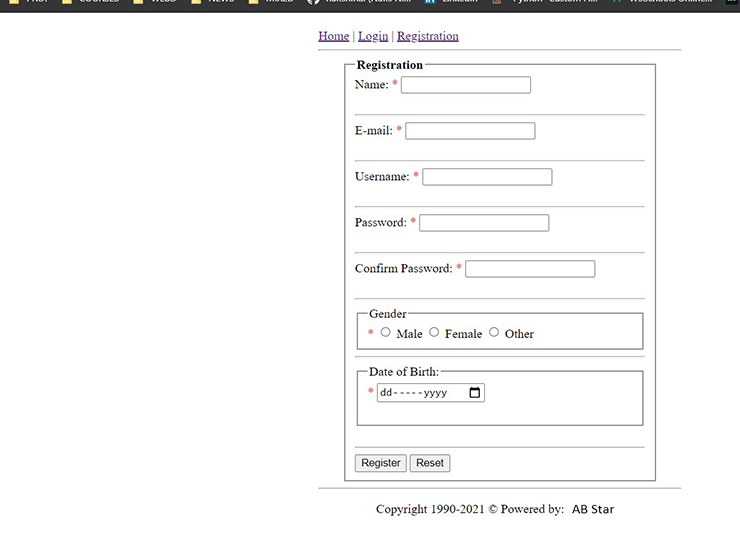 Home | Login | Registration
Registration
Name: *
E-mail: *
Username: *
Password: *
Confirm Password: *
Gender
* Male Female Other
Date of Birth:
* dd-----yyyy
Register Reset
Copyright 1990-2021 © Powered by: AB Star